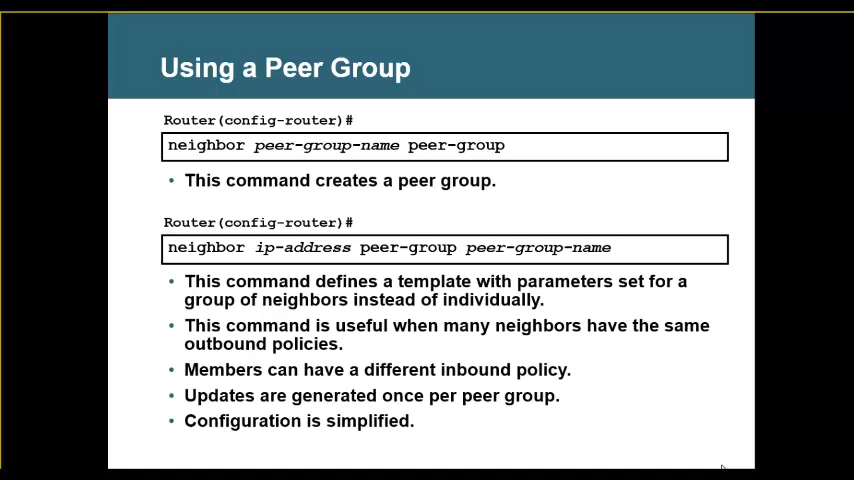 Using a Peer Group
Router(config-router)#
neighbor peer-group-name peer-group
• This command creates a peer group.
Router(config-router)#
neighbor ip-address peer-group peer-group-name
• This command defines a template with parameters set for a
group of neighbors instead of individually.
• This command is useful when many neighbors have the same
outbound policies.
• Members can have a different inbound policy.
• Updates are generated once per peer group.
• Configuration is simplified.